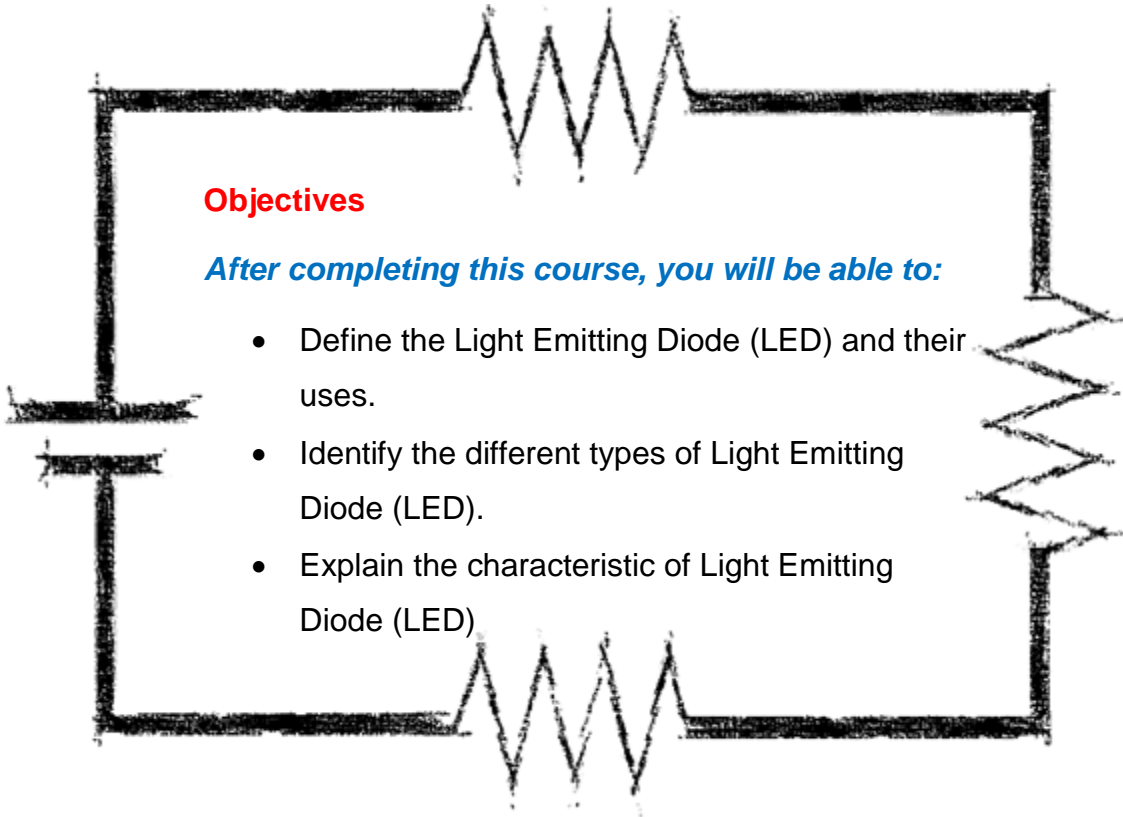 Objectives
After completing this course, you will be able to:
• Define the Light Emitting Diode (LED) and their
uses.
• Identify the different types of Light Emitting
Diode (LED).
• Explain the characteristic of Light Emitting
Diode (LED)